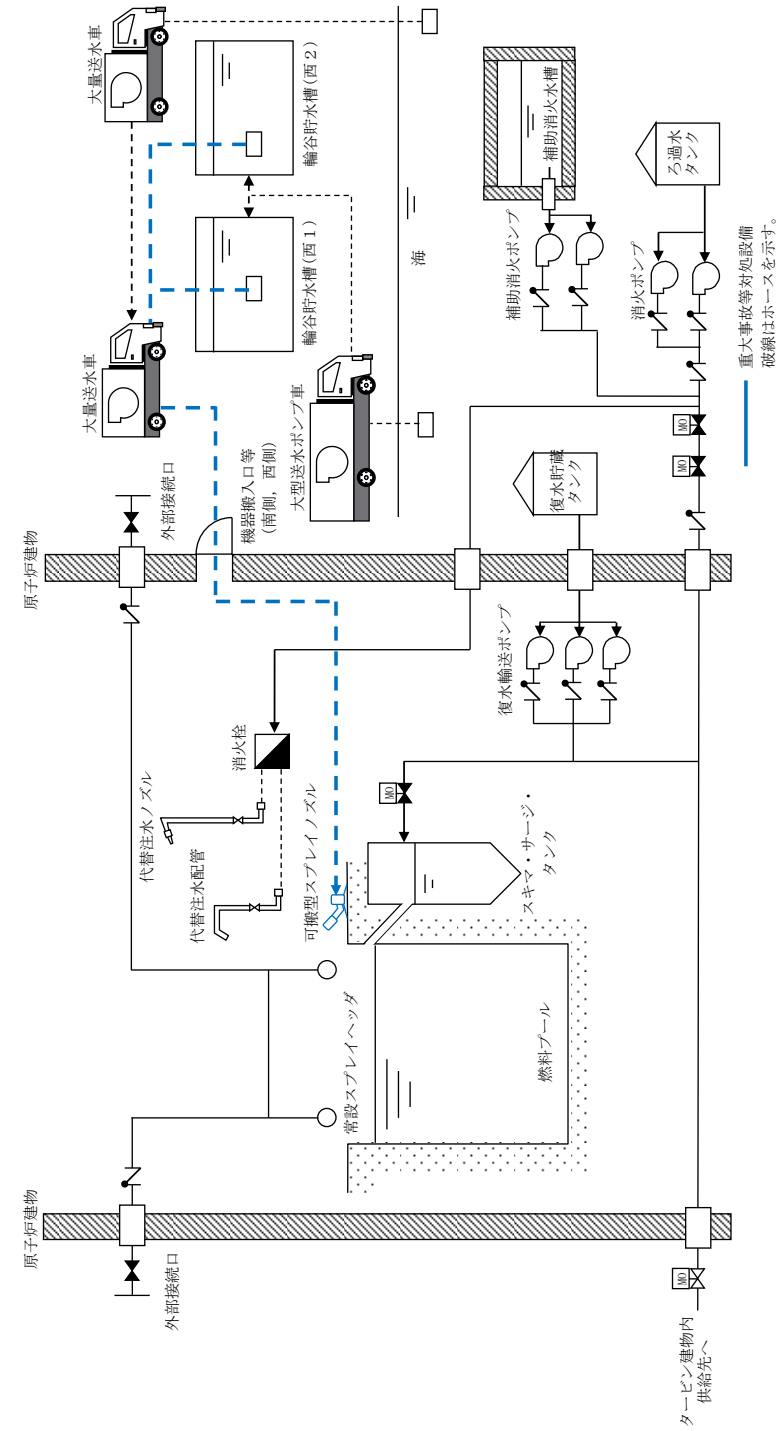 原子炉建物
外部接続口
タービン建物内
供給先へ
MO
常設スプレイヘッダ
燃料プール
スキマ・サージ・
タンク
可搬型スプレイノズル
代替注水配管
代替注水ノズル
消火栓
MO
復水輸送ポンプ
原子炉建物
外部接続口
機器搬入口等
(南側，西側)
復水貯蔵
タンク
MO
MO
大量送水車
大型送水ポンプ車
輪谷貯水槽(西1)
輪谷貯水槽(西2)
大量送水車
海
補助消火ポンプ
補助消火水槽
消火ポンプ
ろ過水
タンク
重大事故等対処設備
破線はホースを示す。